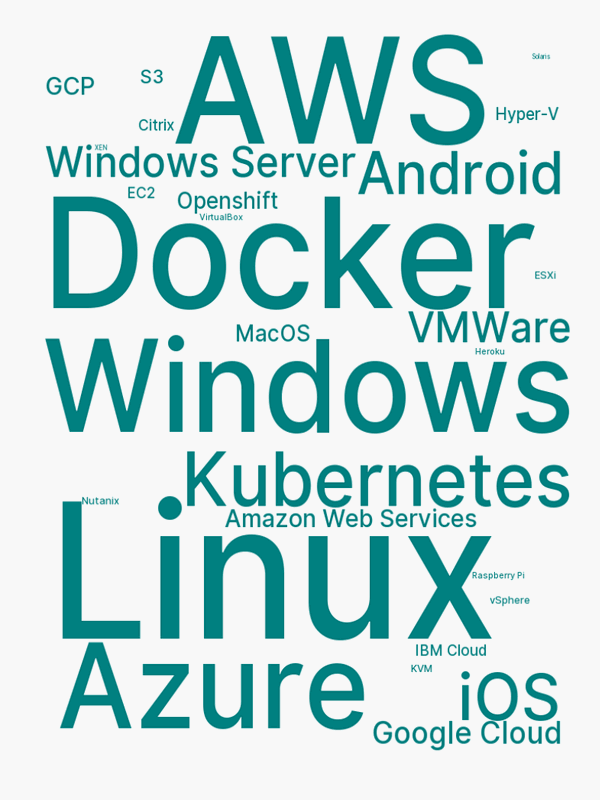 AWS
Solaris
S3
GCP
Hyper-V
Citrix
XEN
Windows Server
Android
EC2
Openshift
VirtualBox
Docker
ESXi
VMWare
MacOS
Heroku
Windows
Kubernetes
Nutanix
Amazon Web Services
Linux
Raspberry Pi
vSphere
IBM Cloud
KVM
Azure
iOS
Google Cloud